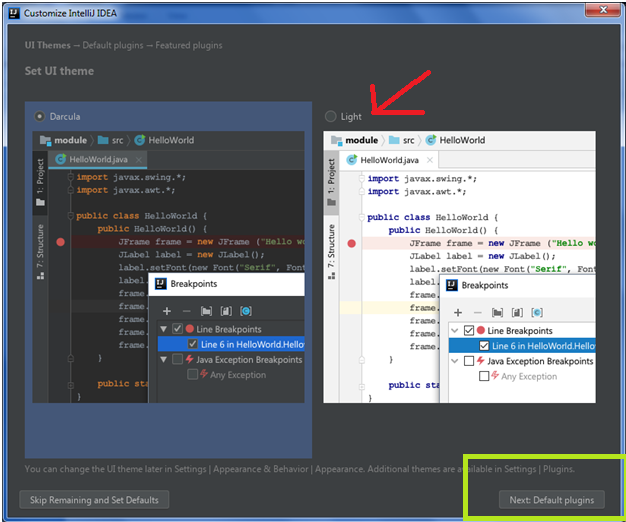 Customize IntelliJ IDEA
UI Themes → Default plugins → Featured plugins
Set UI theme
Darcula
module src HelloWorld
HelloWorld.java
1: Project
7: Structure
import javax.swing.*;
import javax.awt.*;
public class HelloWorld {
public HelloWorld() {
JFrame frame = new JFrame ("Hello wo
JLabel label = new JLabel();
label.setFont(new Font("Serif", Font
label.
frame.
frame.
frame.
frame.
frame.
}
public sta
}
Breakpoints
Line Breakpoints
Line 6 in HelloWorld.Hello
Java Exception Breakpoints
Any Exception
Light
module src HelloWorld
HelloWorld.java
1: Project
7: Structure
import javax.swing.*;
import javax.awt.*;
public class HelloWorld {
public HelloWorld() {
JFrame frame = new JFrame ("Hello wo
JLabel label = new JLabel();
label.setFont(new Font("Serif", Font
label.
frame.
frame.
frame.
frame.
frame.
}
public sta
}
Breakpoints
Line Breakpoints
Line 6 in HelloWorld.Hello
Java Exception Breakpoints
Any Exception
You can change the UI theme later in Settings | Appearance & Behavior | Appearance. Additional themes are available in Settings | Plugins.
Skip Remaining and Set Defaults
Next: Default plugins